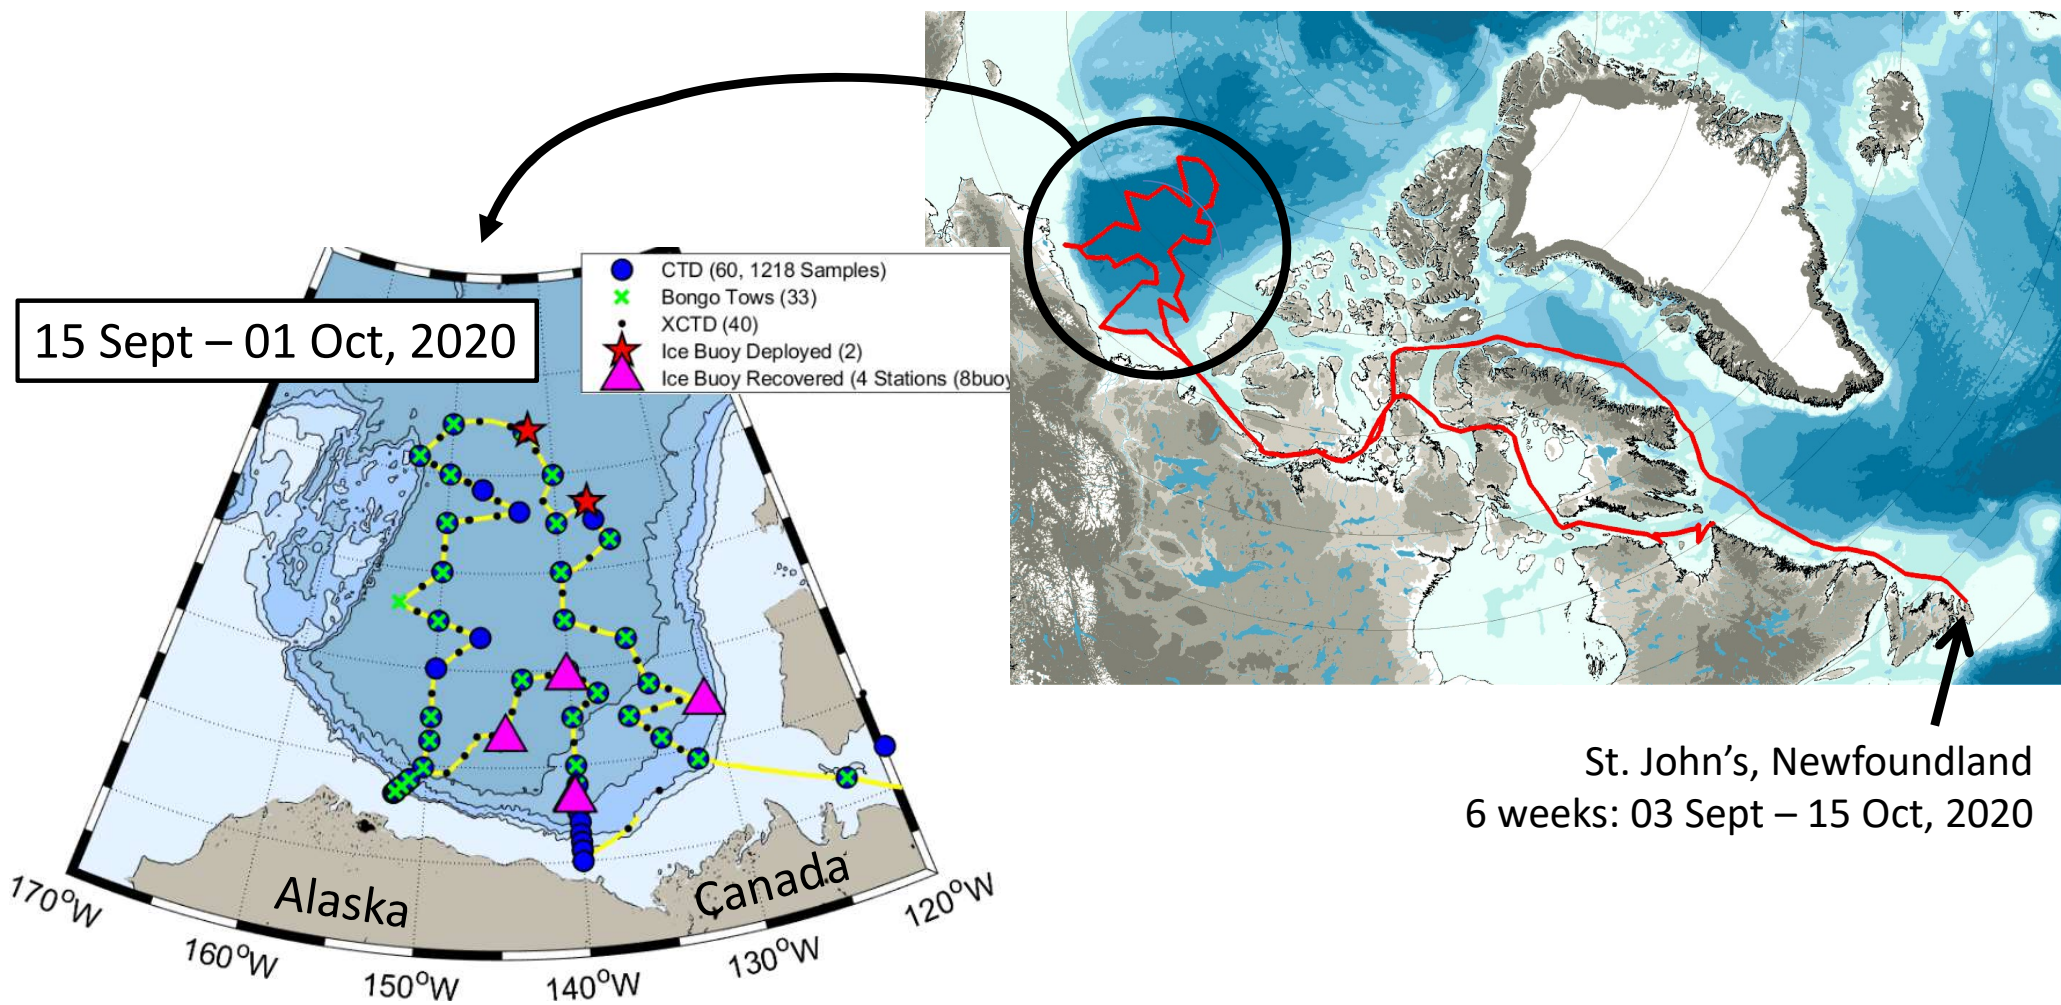 15 Sept – 01 Oct, 2020
CTD (60, 1218 Samples)
Bongo Tows (33)
XCTD (40)
Ice Buoy Deployed (2)
Ice Buoy Recovered (4 Stations (8buoy
Alaska
Canada
170°W
160°W
150°W
140°W
130°W
120°W
St. John’s, Newfoundland
6 weeks: 03 Sept – 15 Oct, 2020